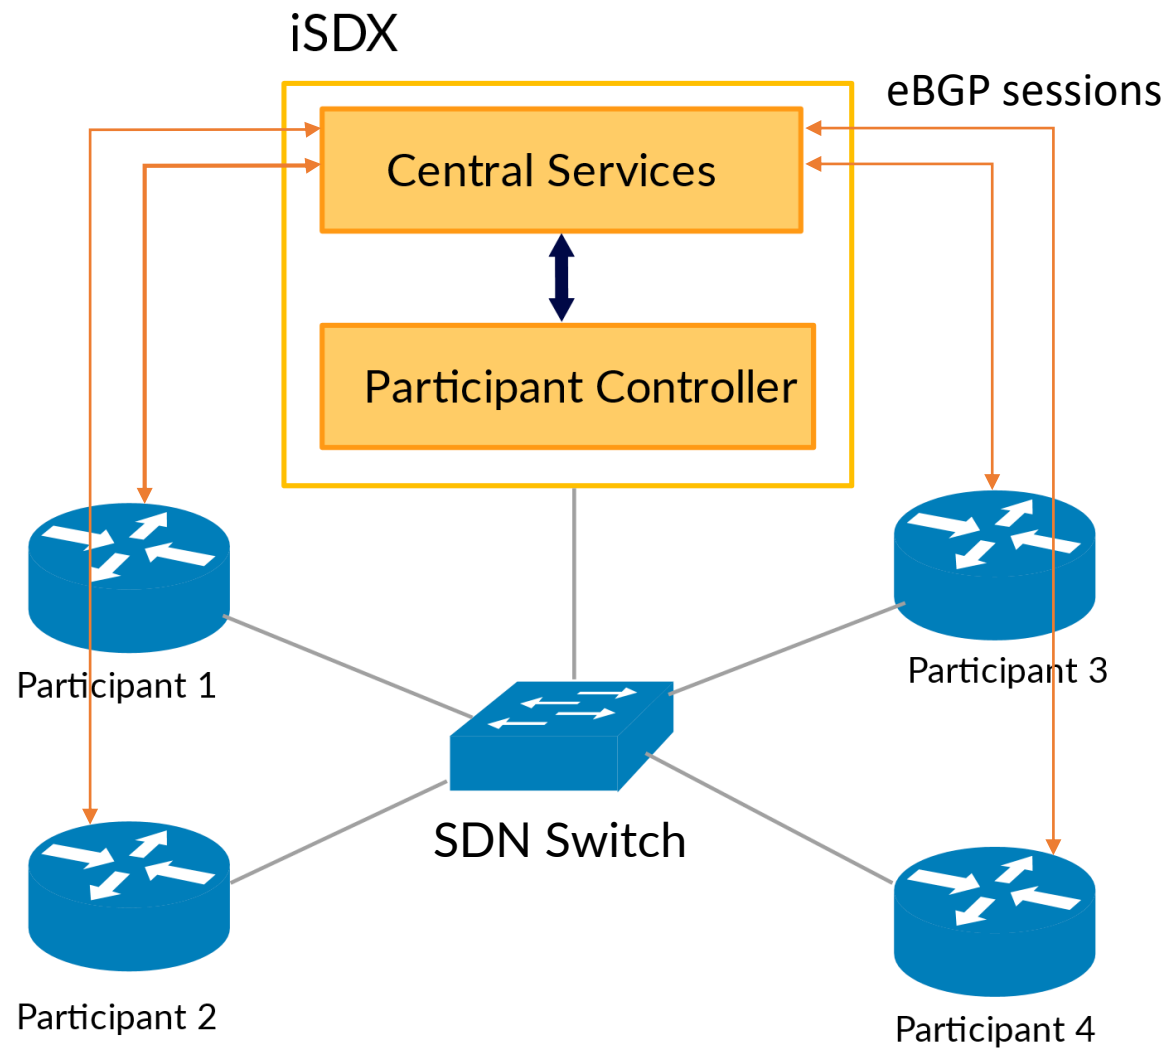 iSDX
eBGP sessions
Central Services
Participant Controller
Participant 1
Participant 3
SDN Switch
Participant 2
Participant 4